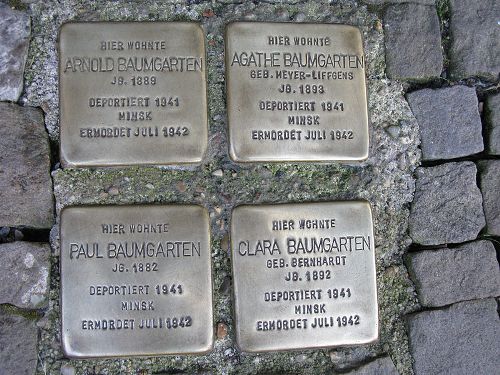 HIER WOHNTE
ARNOLD BAUMGARTEN
JG. 1889
DEPORTIERT 1941
MINSK
ERMORDET JULI 1942
HIER WOHNTE
AGATHE BAUMGARTEN
GEB. MEYER-LIFFGENS
JG. 1893
DEPORTIERT 1941
MINSK
ERMORDET JULI 1942
HIER WOHNTE
PAUL BAUMGARTEN
JG. 1882
DEPORTIERT 1941
MINSK
ERMORDET JULI 1942
HIER WOHNTE
CLARA BAUMGARTEN
GEB. BERNHARDT
JG. 1892
DEPORTIERT 1941
MINSK
ERMORDET JULI 1942